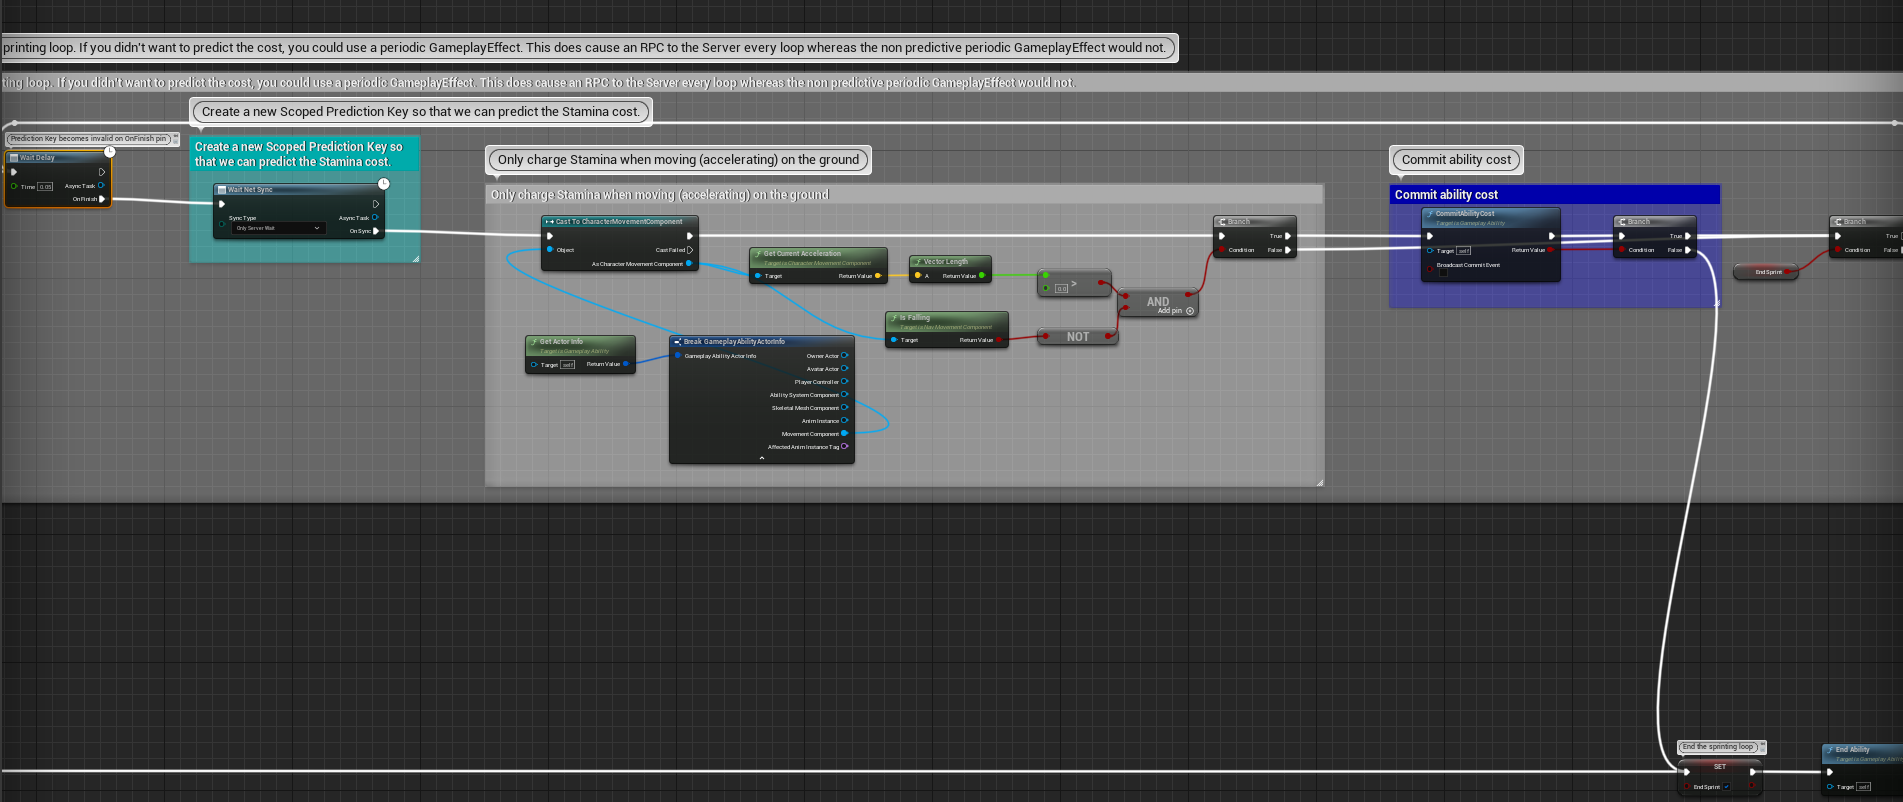 printing loop. If you didn't want to predict the cost, you could use a periodic GameplayEffect. This does cause an RPC to the Server every loop whereas the non predictive periodic GameplayEffect would not.
ting loop. If you didn't want to predict the cost, you could use a periodic GameplayEffect. This does cause an RPC to the Server every loop whereas the non predictive periodic GameplayEffect would not.
Create a new Scoped Prediction Key so that we can predict the Stamina cost.
Prediction Key becomes invalid on OnFinish pin
Wait Delay
Time 0.05
Async Task
OnFinish
Create a new Scoped Prediction Key so
that we can predict the Stamina cost.
Wait Net Sync
Sync Type
Only Server Wait
Async Task
On Sync
Only charge Stamina when moving (accelerating) on the ground
Only charge Stamina when moving (accelerating) on the ground
Cast To CharacterMovementComponent
Object
Cast Failed
As Character Movement Component
Get Current Acceleration
Target is Character Movement Component
Target
Return Value
Vector Length
A
Return Value
0.0
>
AND
Add pin
Is Falling
Target is Nav Movement Component
Target
Return Value
NOT
Get Actor Info
Target is Gameplay Ability
Target self
Return Value
Break GameplayAbilityActorInfo
Gameplay Ability Actor Info
Owner Actor
Avatar Actor
Player Controller
Ability System Component
Skeletal Mesh Component
Anim Instance
Movement Component
Affected Anim Instance Tag
Branch
True
Condition
False
Commit ability cost
Commit ability cost
CommitAbilityCost
Target is Gameplay Ability
Target self
Return Value
Broadcast Commit Event
Branch
True
Condition
False
End Sprint
Branch
True
Condition
False
End the sprinting loop
SET
End Sprint
End Ability
Target is Gameplay Ability
Target self